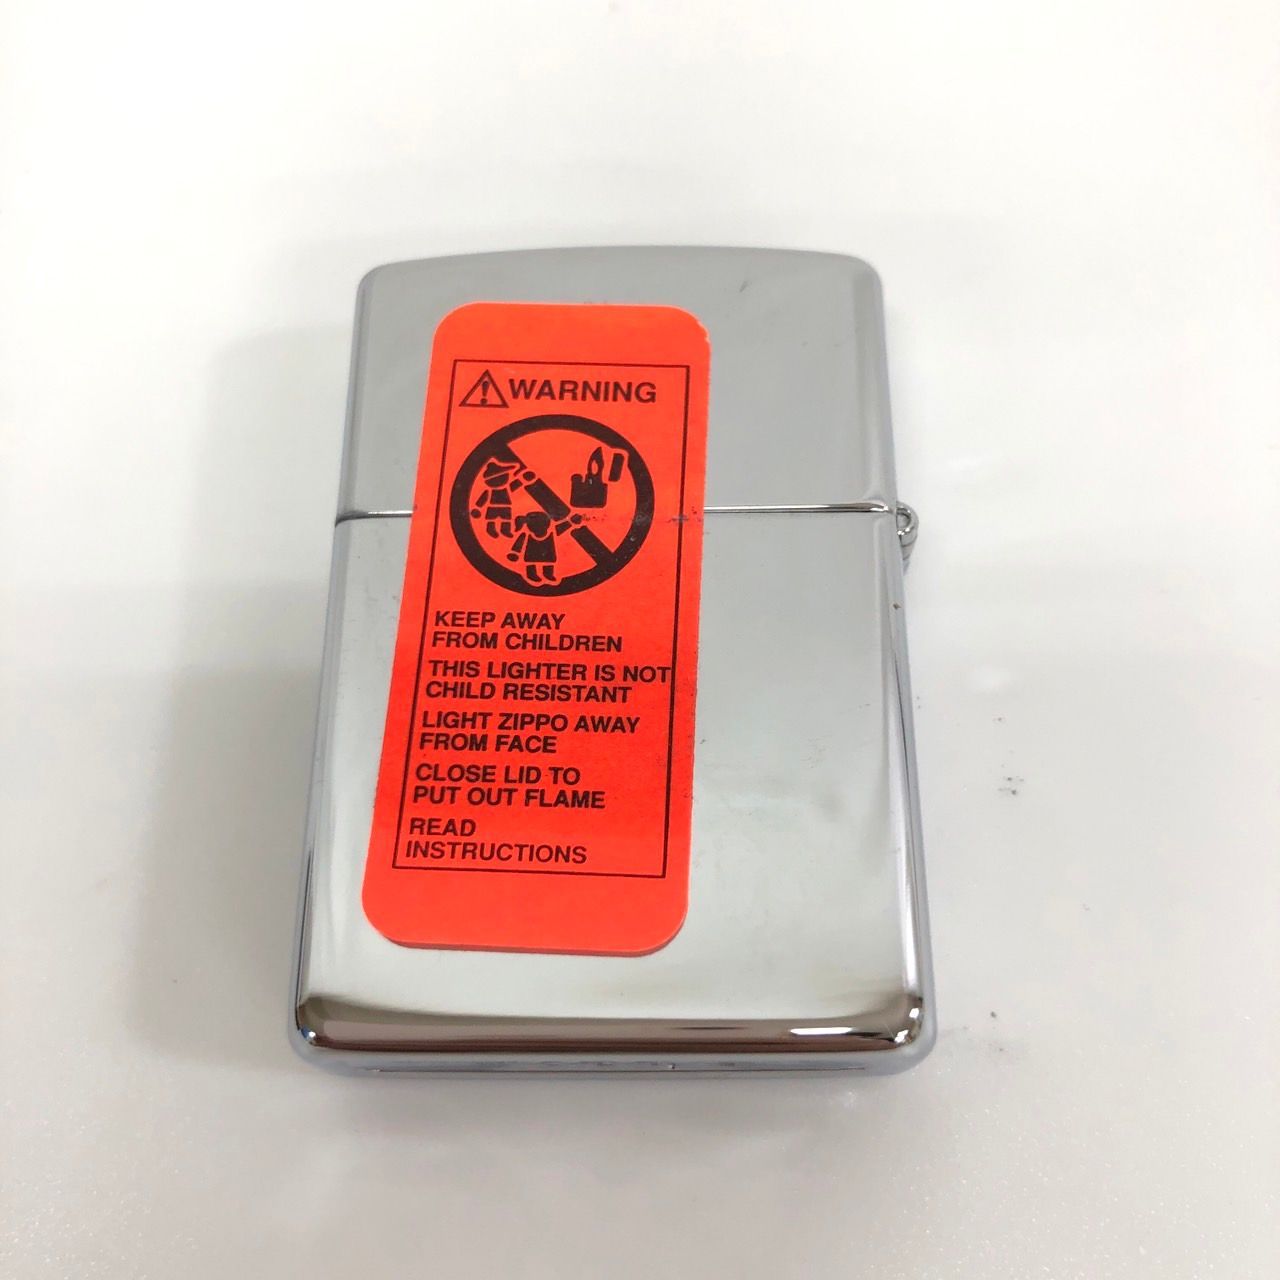 WARNING
KEEP AWAY
FROM CHILDREN
THIS LIGHTER IS NOT
CHILD RESISTANT
LIGHT ZIPPO AWAY
FROM FACE
CLOSE LID TO
PUT OUT FLAME
READ
INSTRUCTIONS